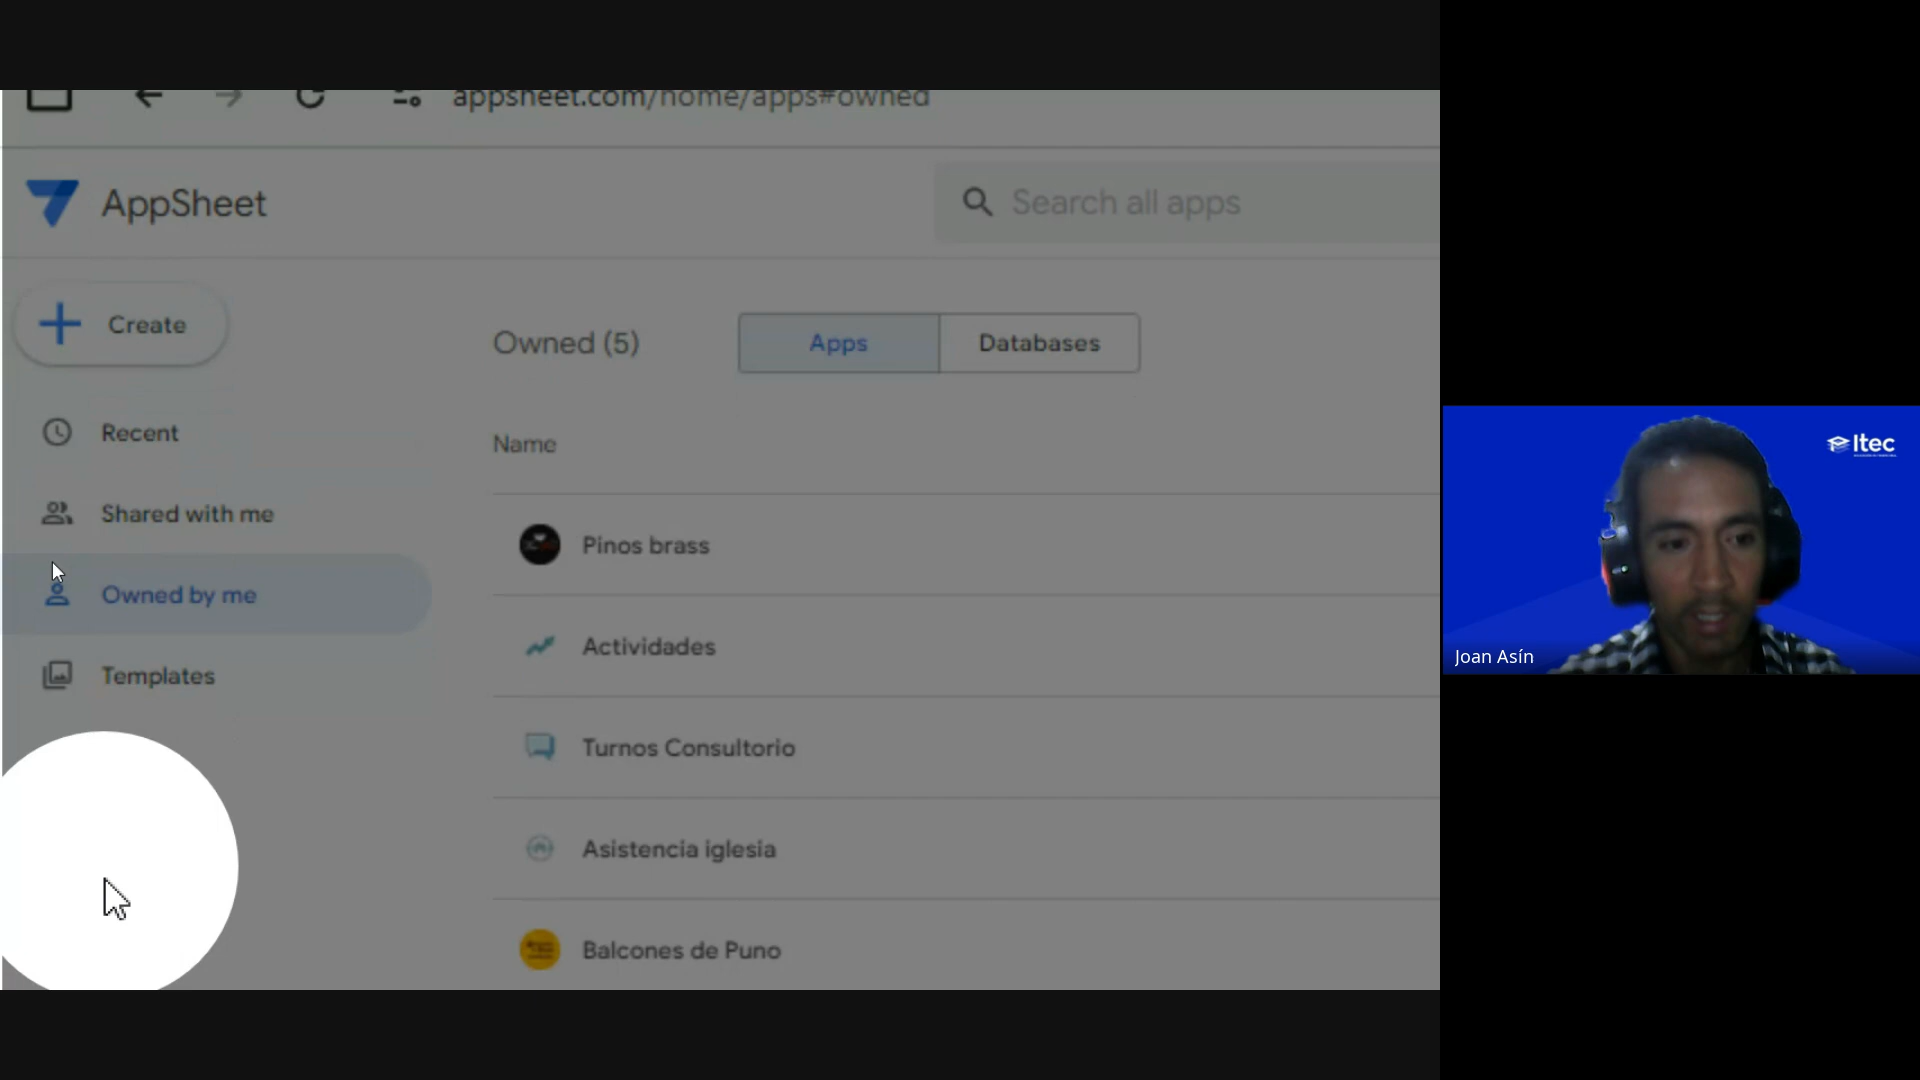 appsheet.com/home/apps#owned
AppSheet
Search all apps
Create
Owned (5)
Apps
Databases
Recent
Name
Shared with me
Pinos brass
Owned by me
Actividades
Templates
Turnos Consultorio
Asistencia iglesia
Balcones de Puno
Itec
Joan Asín